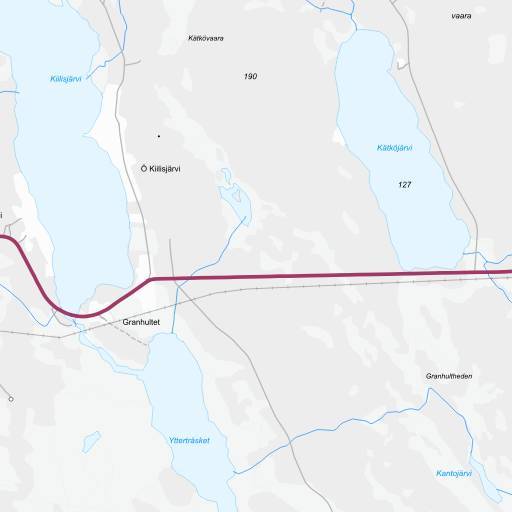 vaara
Kätkövaara
Kiilisjärvi
190
Kätköjärvi
Ö Kiilisjärvi
127
i
Granhultet
Granhultheden
Ytterträsket
Kantojärvi